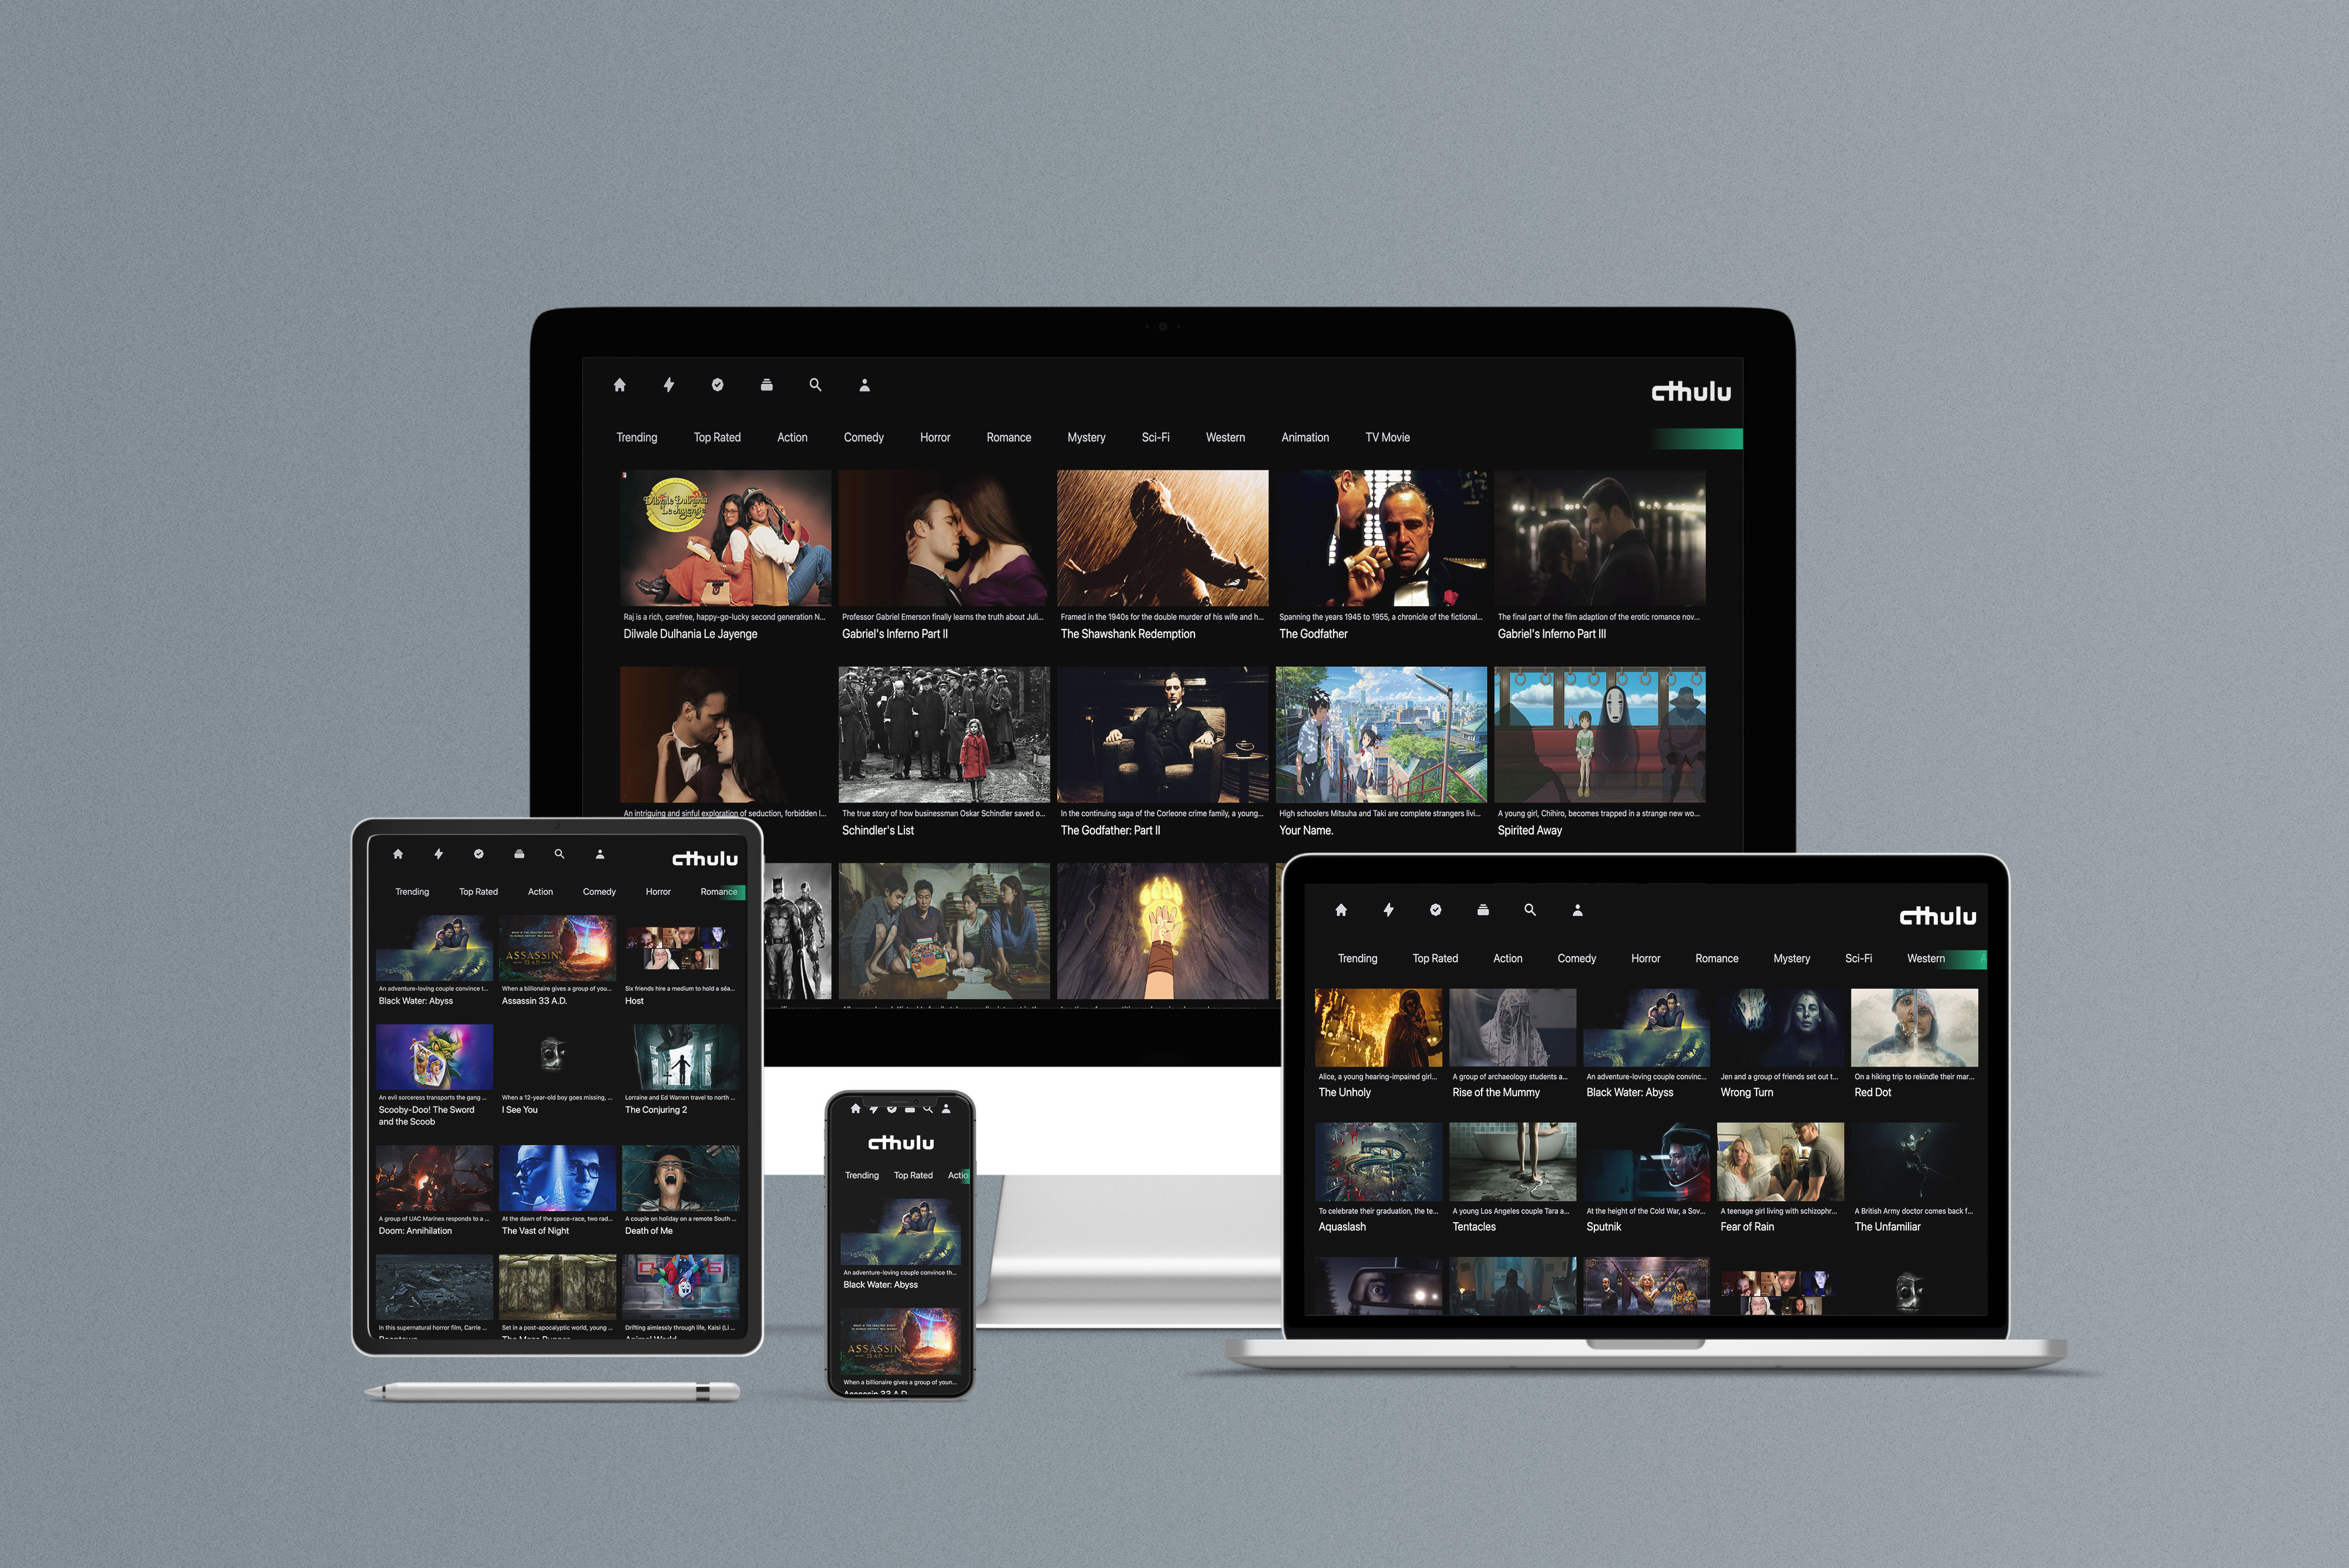 cthulu
Trending Top Rated Action Comedy Horror Romance Mystery Sci-Fi Western Animation TV Movie
Dilwale Dulhania
Le Jayenge
Raj is a rich, carefree, happy-go-lucky second generation N...
Dilwale Dulhania Le Jayenge
Professor Gabriel Emerson finally learns the truth about Juli...
Gabriel's Inferno Part II
Framed in the 1940s for the double murder of his wife and h...
The Shawshank Redemption
Spanning the years 1945 to 1955, a chronicle of the fictional...
The Godfather
The final part of the film adaption of the erotic romance nov...
Gabriel's Inferno Part III
An intriguing and sinful exploration of seduction, forbidden l...
The true story of how businessman Oskar Schindler saved o...
Schindler's List
In the continuing saga of the Corleone crime family, a young...
The Godfather: Part II
High schoolers Mitsuha and Taki are complete strangers livi...
Your Name.
A young girl, Chihiro, becomes trapped in a strange new wo...
Spirited Away
cthulu
Trending Top Rated Action Comedy Horror Romance
ASSASSIN
33 A.D.
An adventure-loving couple convince t...
Black Water: Abyss
When a billionaire gives a group of you...
Assassin 33 A.D.
Six friends hire a medium to hold a séa...
Host
An evil sorceress transports the gang ...
Scooby-Doo! The Sword
and the Scoob
When a 12-year-old boy goes missing, ...
I See You
Lorraine and Ed Warren travel to north ...
The Conjuring 2
A group of UAC Marines responds to a ...
Doom: Annihilation
At the dawn of the space-race, two rad...
The Vast of Night
A couple on holiday on a remote South ...
Death of Me
In this supernatural horror film, Carrie ...
Set in a post-apocalyptic world, young ...
The Maze Runner
Drifting aimlessly through life, Kaisi (Li ...
Animal World
cthulu
Trending Top Rated Actio
An adventure-loving couple convince th...
Black Water: Abyss
ASSASSIN
33 A.D.
When a billionaire gives a group of youn...
Assassin 33 A.D.
cthulu
Trending Top Rated Action Comedy Horror Romance Mystery Sci-Fi Western A
Alice, a young hearing-impaired girl...
The Unholy
A group of archaeology students a...
Rise of the Mummy
An adventure-loving couple convinc...
Black Water: Abyss
Jen and a group of friends set out t...
Wrong Turn
On a hiking trip to rekindle their mar...
Red Dot
To celebrate their graduation, the te...
Aquaslash
A young Los Angeles couple Tara a...
Tentacles
At the height of the Cold War, a Sov...
Sputnik
A teenage girl living with schizophr...
Fear of Rain
A British Army doctor comes back f...
The Unfamiliar